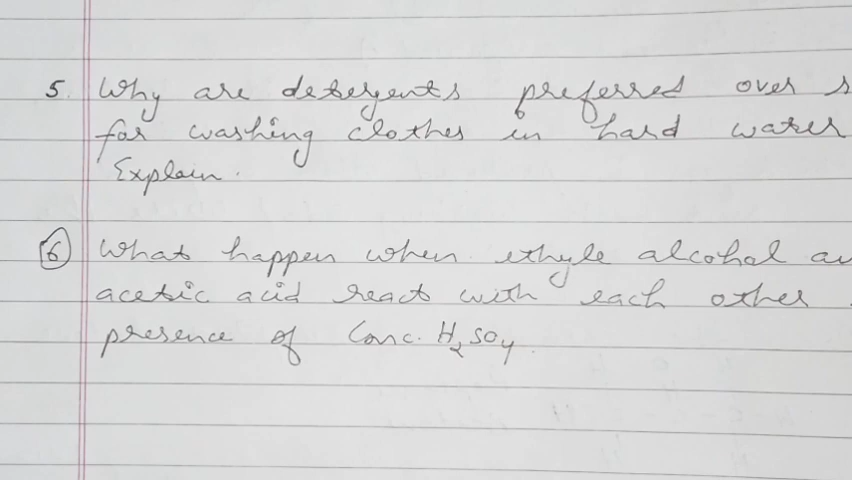 5. Why are detergents preferred over s
for washing clothes in hard water
Explain.
6 What happen when ethyle alcohol an
acetic acid react with each other
presence of Conc. H₂SO₄.